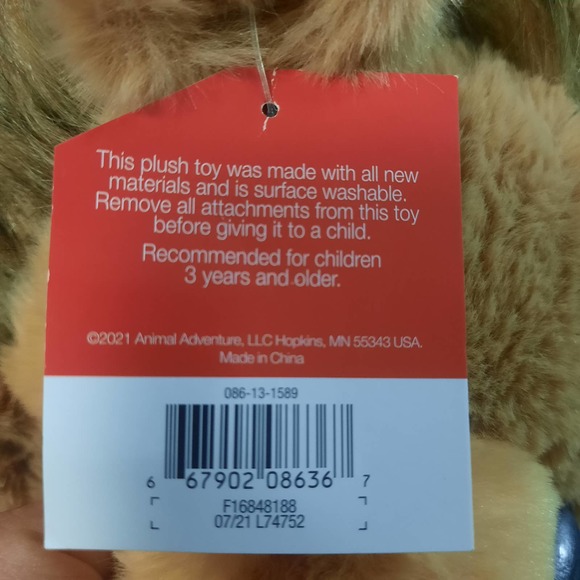 This plush toy was made with all new
materials and is surface washable.
Remove all attachments from this toy
before giving it to a child.
Recommended for children
3 years and older.
©2021 Animal Adventure, LLC Hopkins, MN 55343 USA.
Made in China
086-13-1589
6 67902 08636 7
F16848188
07/21 L74752